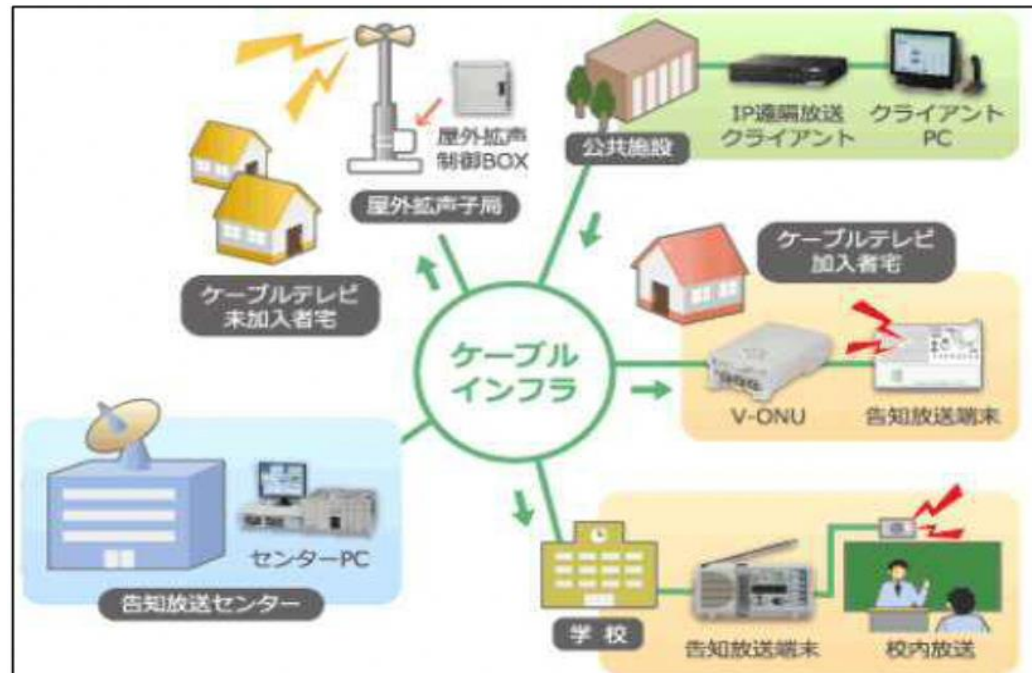 屋外拡声
制御BOX
屋外拡声子局
ケーブルテレビ
未加入者宅
公共施設
IP遠隔放送
クライアント
クライアント
PC
ケーブルテレビ
加入者宅
V-ONU
告知放送端末
ケーブル
インフラ
センターPC
告知放送センター
学校
告知放送端末
校内放送